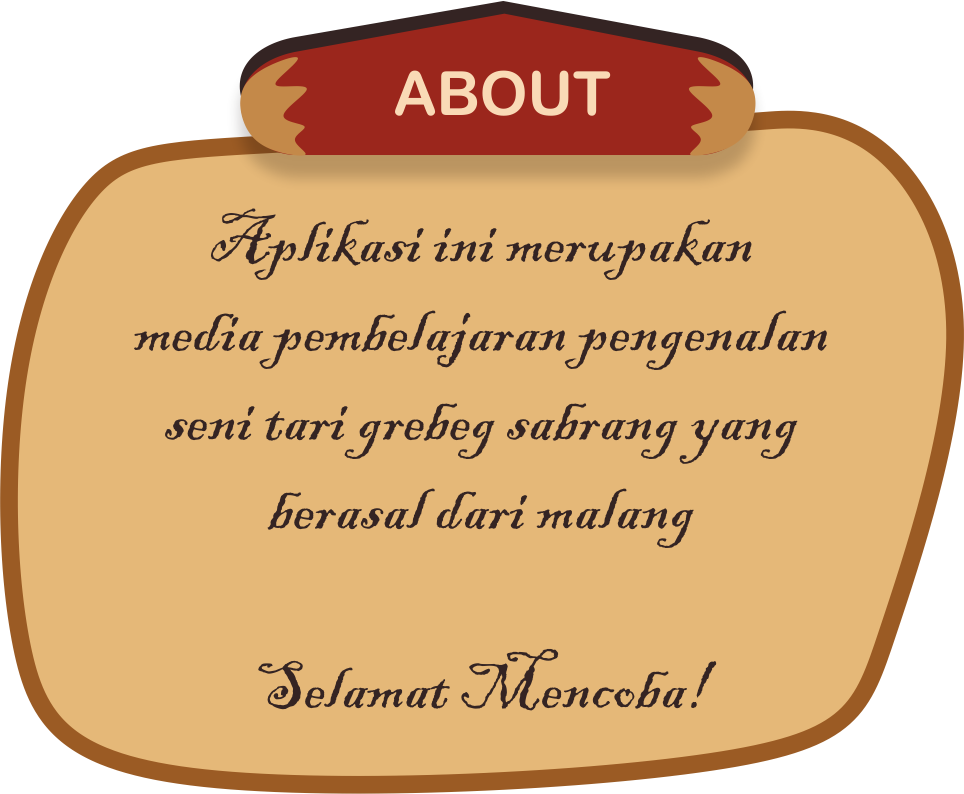 ABOUT
Aplikasi ini merupakan
media pembelajaran pengenalan
seni tari grebeg sabrang yang
berasal dari malang
Selamat Mencoba!